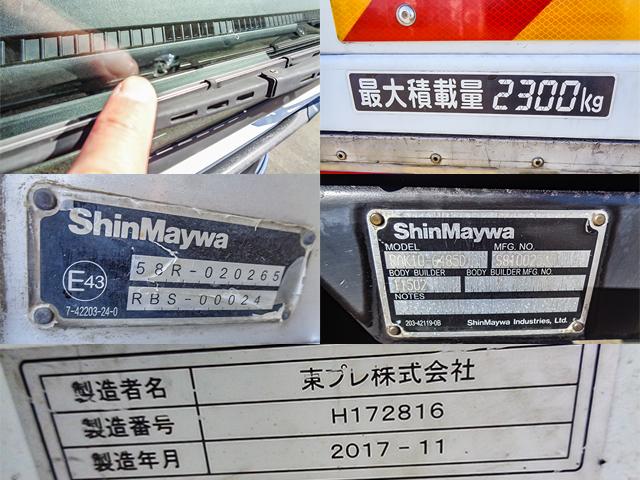 最大積載量 2300kg
ShinMaywa
E43
58R-020265
RBS-00024
7-42203-24-0
ShinMaywa
MODEL MFG. NO.
BODY BUILDER BODY BUILDER MFG. NO.
NOTES
203-42119-0B ShinMaywa Industries, Ltd.
製造者名 東プレ株式会社
製造番号 H172816
製造年月 2017-11